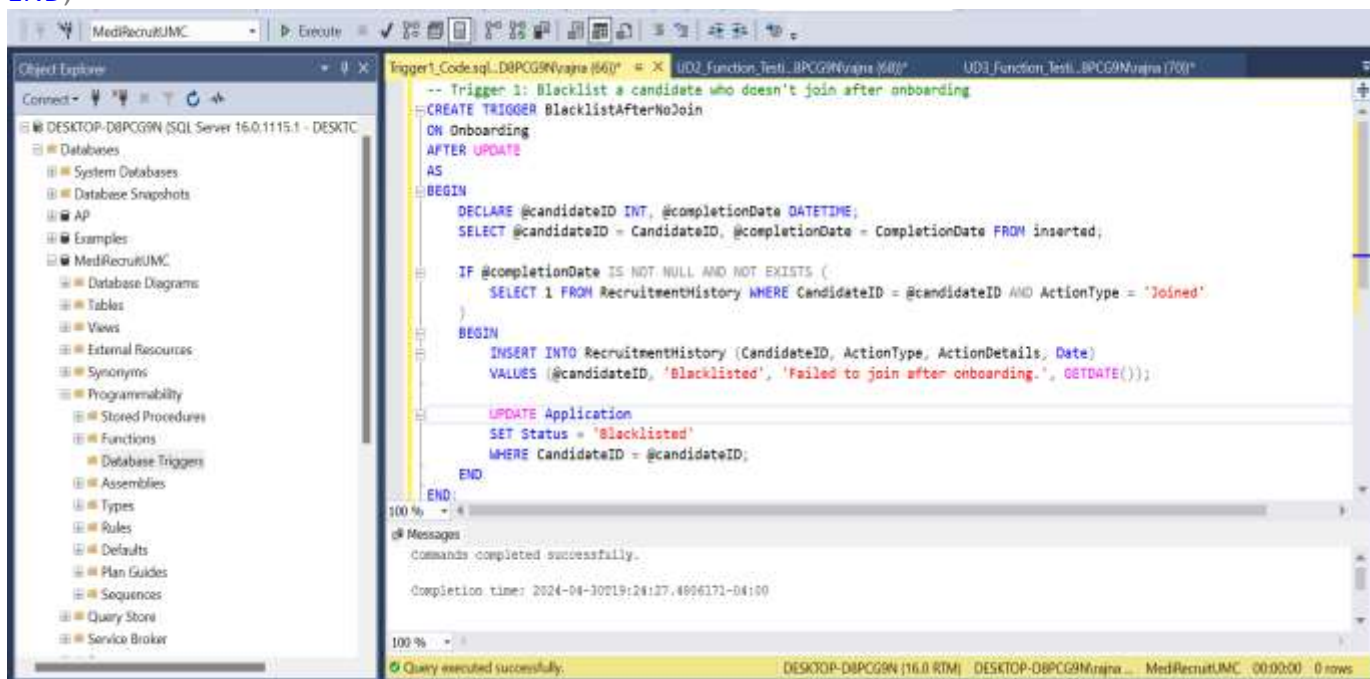 END;
MediRecruitUMC
Execute
Object Explorer
Connect
DESKTOP-D8PCG9N (SQL Server 16.0.1115.1 - DESKTC
Databases
System Databases
Database Snapshots
AP
Examples
MediRecruitUMC
Database Diagrams
Tables
Views
External Resources
Synonyms
Programmability
Stored Procedures
Functions
Database Triggers
Assemblies
Types
Rules
Defaults
Plan Guides
Sequences
Query Store
Service Broker
Trigger1_Code.sql...D8PCG9N\rajna (66))*
UD2_Function_Testi...8PCG9N\rajna (68))*
UD3_Function_Testi...8PCG9N\rajna (70))*
-- Trigger 1: Blacklist a candidate who doesn't join after onboarding
CREATE TRIGGER BlacklistAfterNoJoin
ON Onboarding
AFTER UPDATE
AS
BEGIN
DECLARE @candidateID INT, @completionDate DATETIME;
SELECT @candidateID = CandidateID, @completionDate = CompletionDate FROM inserted;
IF @completionDate IS NOT NULL AND NOT EXISTS (
SELECT 1 FROM RecruitmentHistory WHERE CandidateID = @candidateID AND ActionType = 'Joined'
)
BEGIN
INSERT INTO RecruitmentHistory (CandidateID, ActionType, ActionDetails, Date)
VALUES (@candidateID, 'Blacklisted', 'Failed to join after onboarding.', GETDATE());
UPDATE Application
SET Status = 'Blacklisted'
WHERE CandidateID = @candidateID;
END
END;
100 %
Messages
Commands completed successfully.
Completion time: 2024-04-30T19:24:27.4806171-04:00
100 %
Query executed successfully.
DESKTOP-D8PCG9N (16.0 RTM)
DESKTOP-D8PCG9N\rajna ...
MediRecruitUMC
00:00:00
0 rows